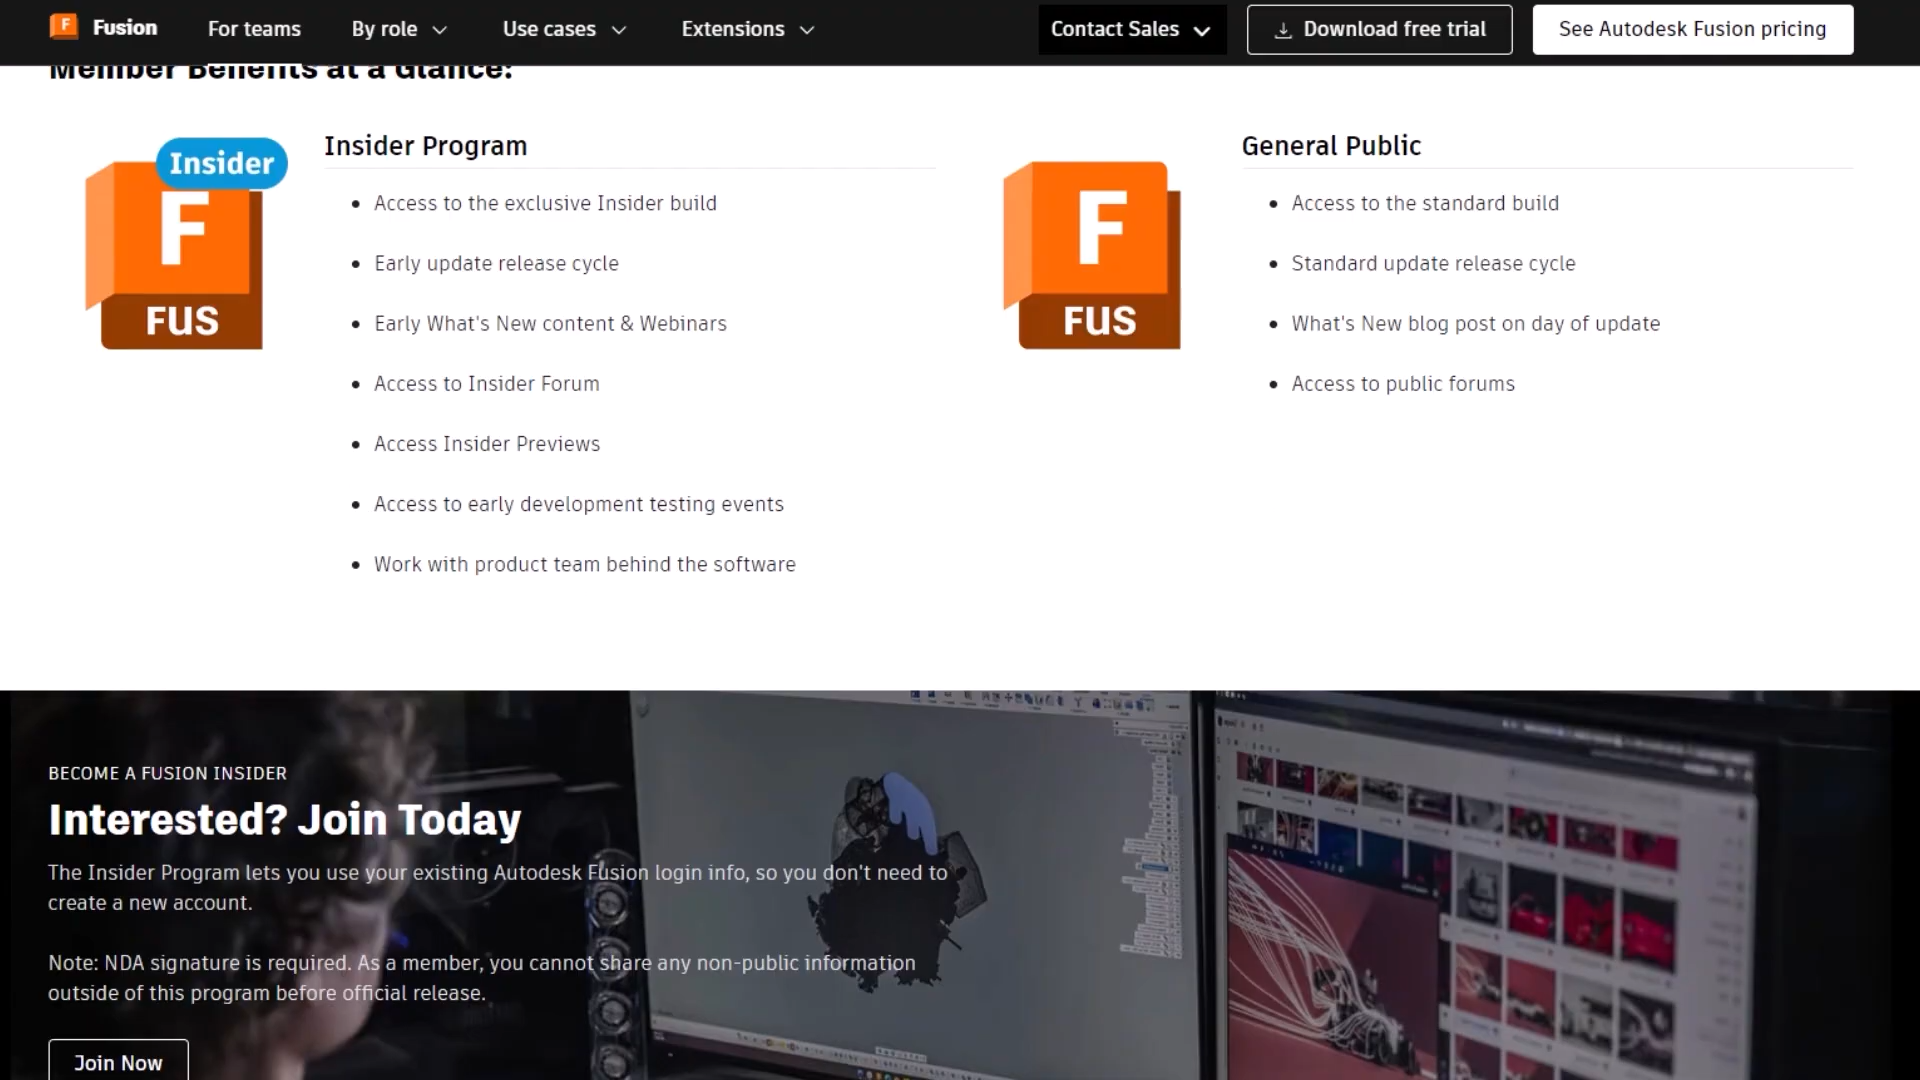 F Fusion For teams By role Use cases Extensions Contact Sales Download free trial See Autodesk Fusion pricing
Member Benefits at a Glance:
Insider
F
FUS
Insider Program
Access to the exclusive Insider build
Early update release cycle
Early What's New content & Webinars
Access to Insider Forum
Access Insider Previews
Access to early development testing events
Work with product team behind the software
F
FUS
General Public
Access to the standard build
Standard update release cycle
What's New blog post on day of update
Access to public forums
BECOME A FUSION INSIDER
Interested? Join Today
The Insider Program lets you use your existing Autodesk Fusion login info, so you don't need to
create a new account.
Note: NDA signature is required. As a member, you cannot share any non-public information
outside of this program before official release.
Join Now